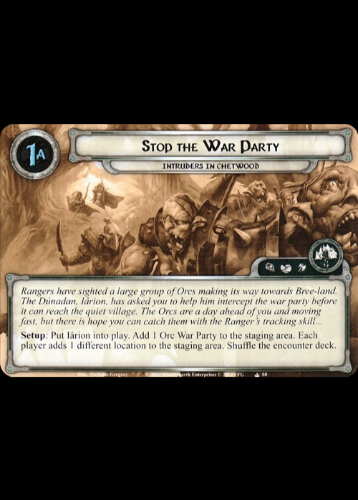 1A
STOP THE WAR PARTY
INTRUDERS IN CHETWOOD
Rangers have sighted a large group of Orcs making its way towards Bree-land.
The Dúnadan, Iârion, has asked you to help him intercept the war party before
it can reach the quiet village. The Orcs are a day ahead of you and moving
fast, but there is hope you can catch them with the Ranger's tracking skill...
Setup: Put Iârion into play. Add 1 Orc War Party to the staging area. Each
player adds 1 different location to the staging area. Shuffle the encounter deck.
Gregory Enterprises FFG 68